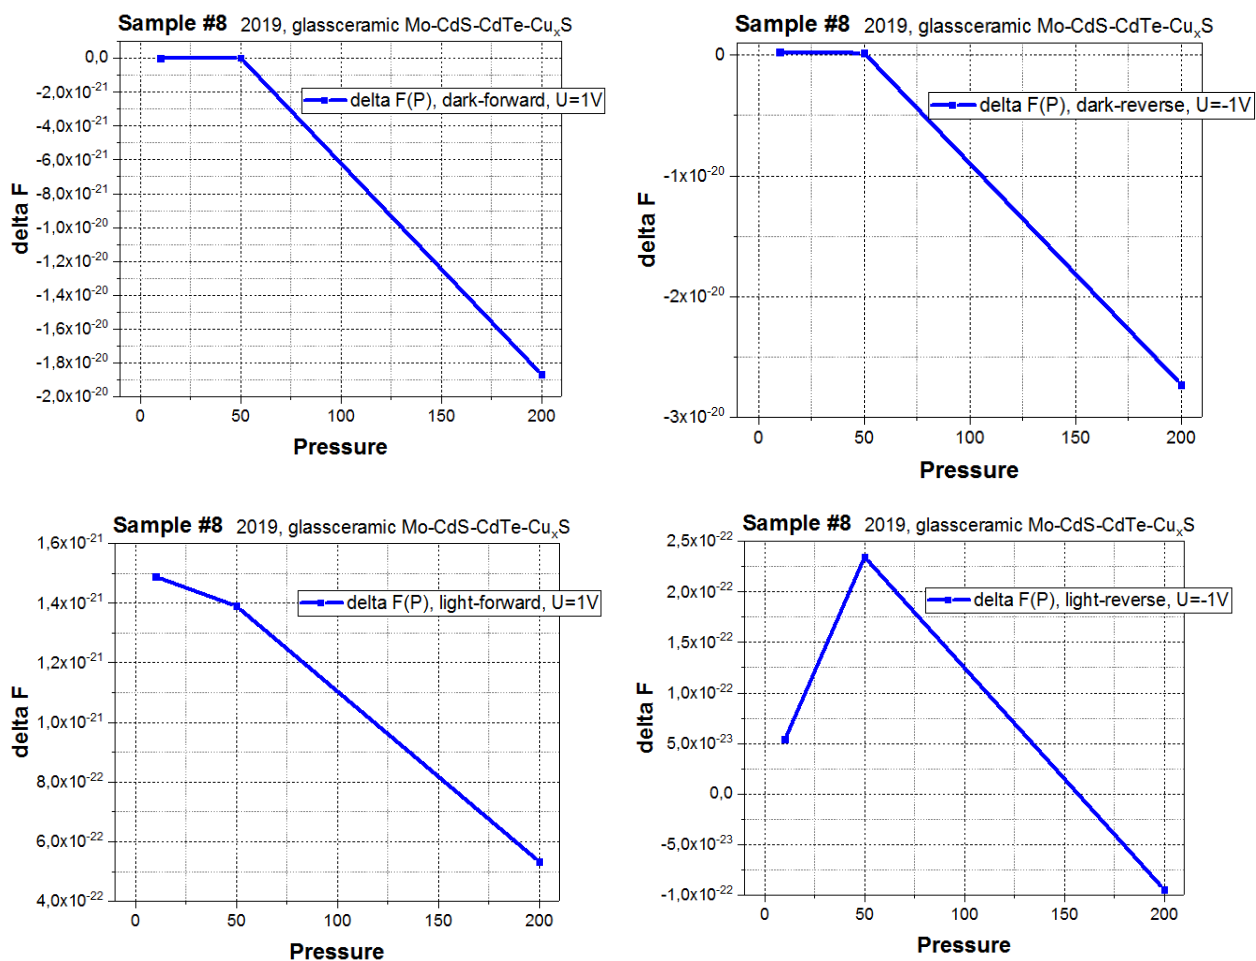 Sample #8 2019, glassceramic Mo-CdS-CdTe-CuxS
0,0
-2,0x10-21
-4,0x10-21
-6,0x10-21
-8,0x10-21
-1,0x10-20
-1,2x10-20
-1,4x10-20
-1,6x10-20
-1,8x10-20
-2,0x10-20
delta F
delta F(P), dark-forward, U=1V
0 50 100 150 200
Pressure
Sample #8 2019, glassceramic Mo-CdS-CdTe-CuxS
0
-1x10-20
-2x10-20
-3x10-20
delta F
delta F(P), dark-reverse, U=-1V
0 50 100 150 200
Pressure
Sample #8 2019, glassceramic Mo-CdS-CdTe-CuxS
1,6x10-21
1,4x10-21
1,2x10-21
1,0x10-21
8,0x10-22
6,0x10-22
4,0x10-22
delta F
delta F(P), light-forward, U=1V
0 50 100 150 200
Pressure
Sample #8 2019, glassceramic Mo-CdS-CdTe-CuxS
2,5x10-22
2,0x10-22
1,5x10-22
1,0x10-22
5,0x10-23
0,0
-5,0x10-23
-1,0x10-22
delta F
delta F(P), light-reverse, U=-1V
0 50 100 150 200
Pressure